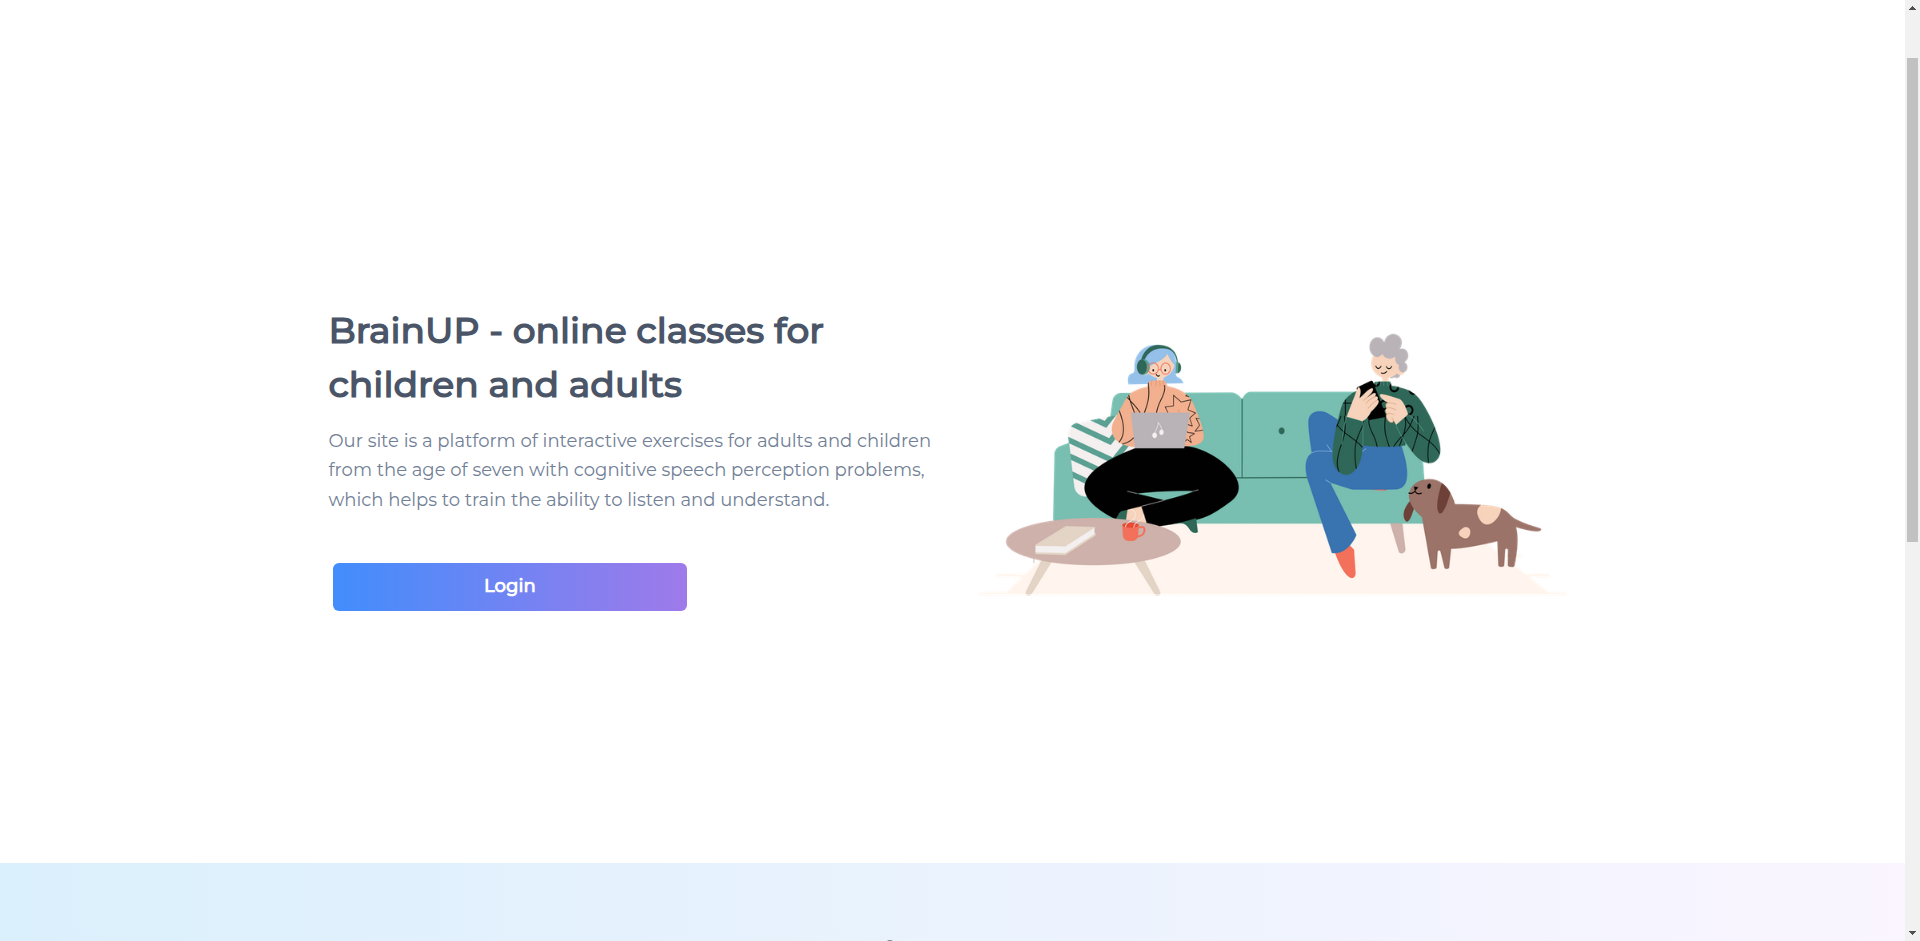 BrainUP - online classes for
children and adults
Our site is a platform of interactive exercises for adults and children
from the age of seven with cognitive speech perception problems,
which helps to train the ability to listen and understand.
Login